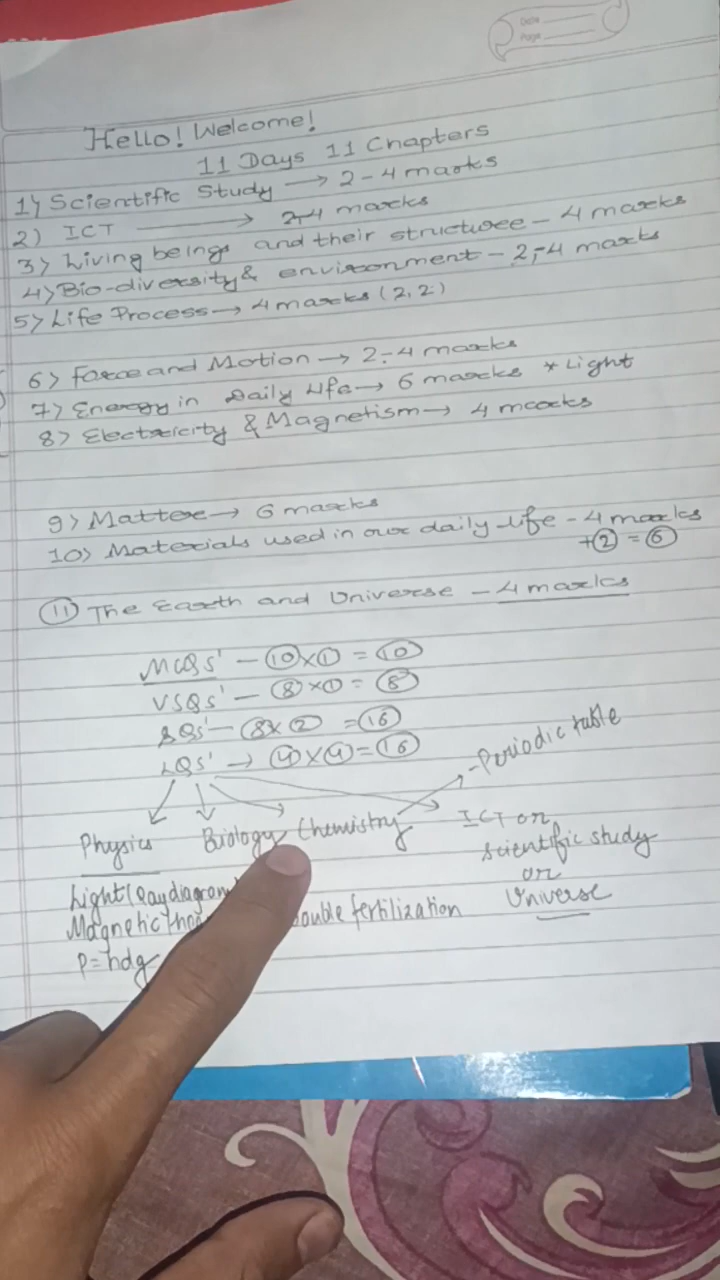 Date
Page
Hello! Welcome!
11 Days 11 Chapters
1) Scientific Study → 2-4 marks
2) ICT → 2-4 marks
3) Living beings and their structure - 4 marks
4) Bio-diversity & environment - 2-4 marks
5) Life Process → 4 marks (2,2)
6) Force and Motion → 2-4 marks
7) Energy in Daily life → 6 marks * Light
8) Electricity & Magnetism → 4 marks
9) Matter → 6 marks
10) Materials used in our daily life - 4 marks
+2 = 6
11 The Earth and Universe - 4 marks
MCQs' - 10 x 1 = 10
VSQs' - 8 x 1 = 8
SQs' - 8 x 2 = 16
LQs' → 4 x 4 = 16
- Periodic table
Physics Biology Chemistry ICT or
scientific study
or
Universe
Light (Ray diagram
Magnetic double fertilization
P = hdg